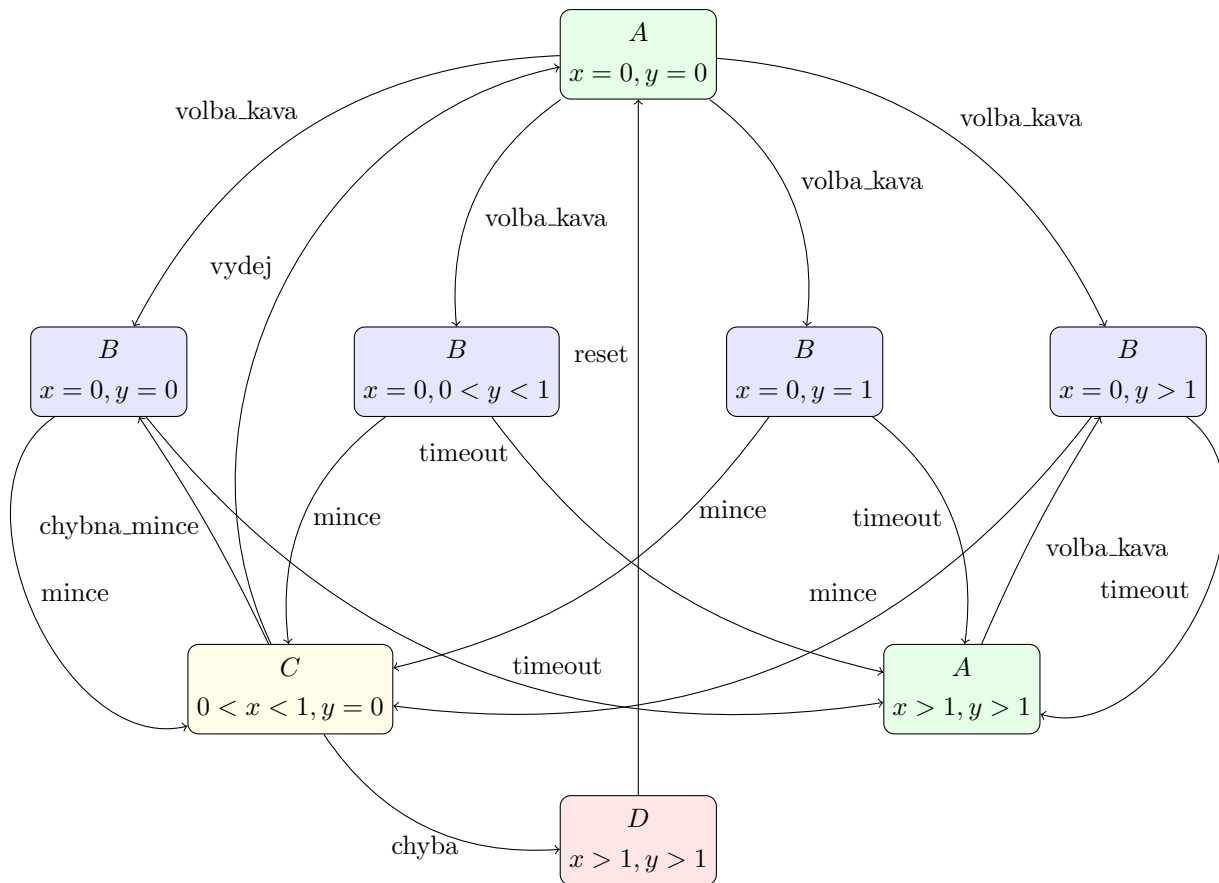 A
x = 0, y = 0
volba_kava
volba_kava
volba_kava
volba_kava
vydej
B
x = 0, y = 0
B
x = 0, 0 < y < 1
reset
B
x = 0, y = 1
B
x = 0, y > 1
timeout
chybna_mince
mince
mince
timeout
volba_kava
mince
mince
timeout
timeout
C
0 < x < 1, y = 0
A
x > 1, y > 1
D
x > 1, y > 1
chyba